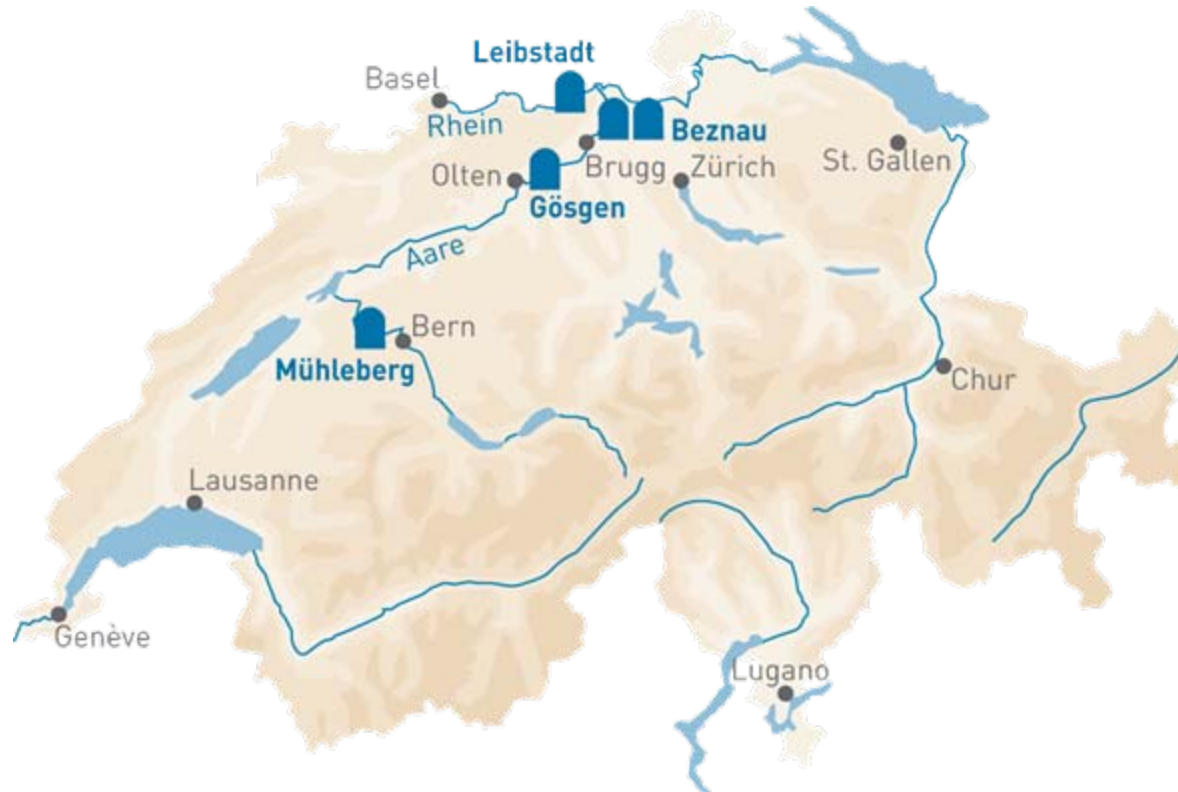 Leibstadt
Basel
Rhein
Beznau
Brugg
Zürich
St. Gallen
Olten
Gösgen
Aare
Bern
Mühleberg
Chur
Lausanne
Genève
Lugano